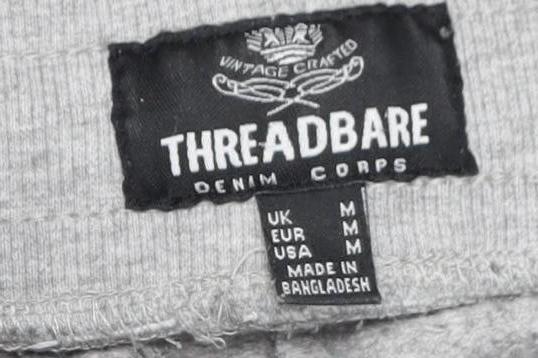 VINTAGE CRAFTED
THREADBARE
DENIM CORPS
UK M
EUR M
USA M
MADE IN
BANGLADESH